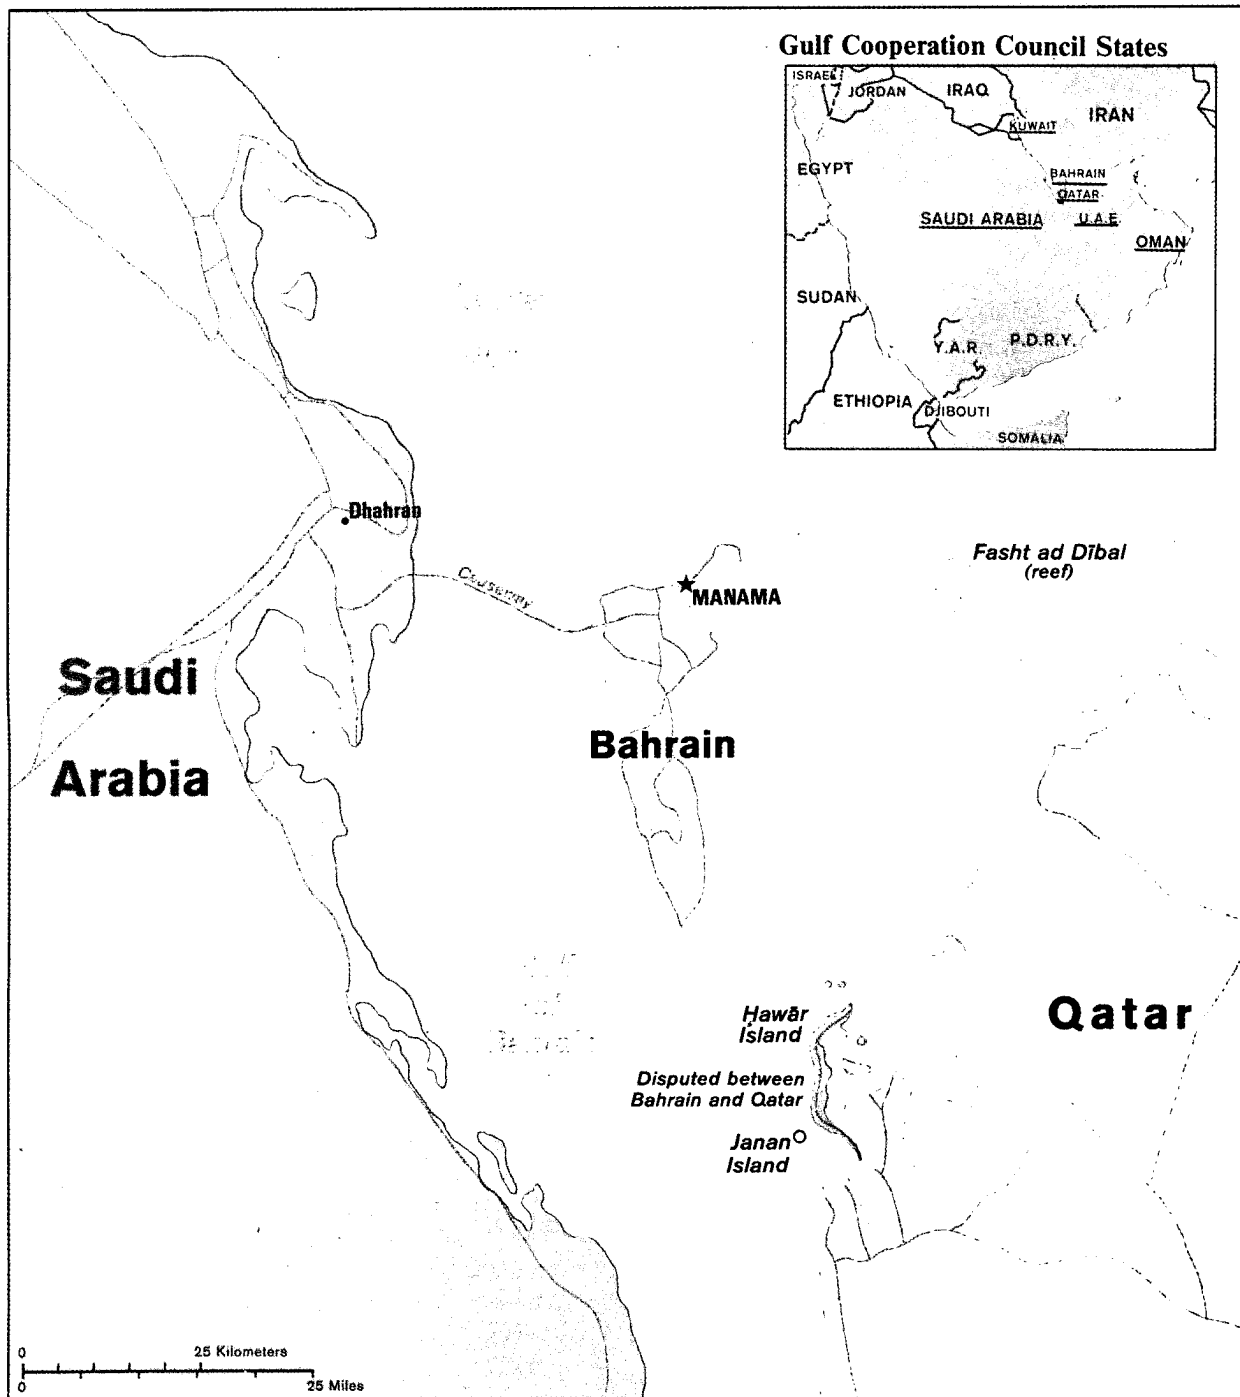 Gulf Cooperation Council States
ISRAEL
JORDAN
IRAQ
IRAN
KUWAIT
EGYPT
BAHRAIN
QATAR
SAUDI ARABIA
U.A.E.
OMAN
SUDAN
Y.A.R.
P.D.R.Y.
ETHIOPIA
DJIBOUTI
SOMALIA
Dhahran
Causeway
MANAMA
Fasht ad Dībal
(reef)
Saudi
Arabia
Bahrain
Qatar
Ḥawār
Island
Disputed between
Bahrain and Qatar
Janan
Island
0 25 Kilometers
0 25 Miles